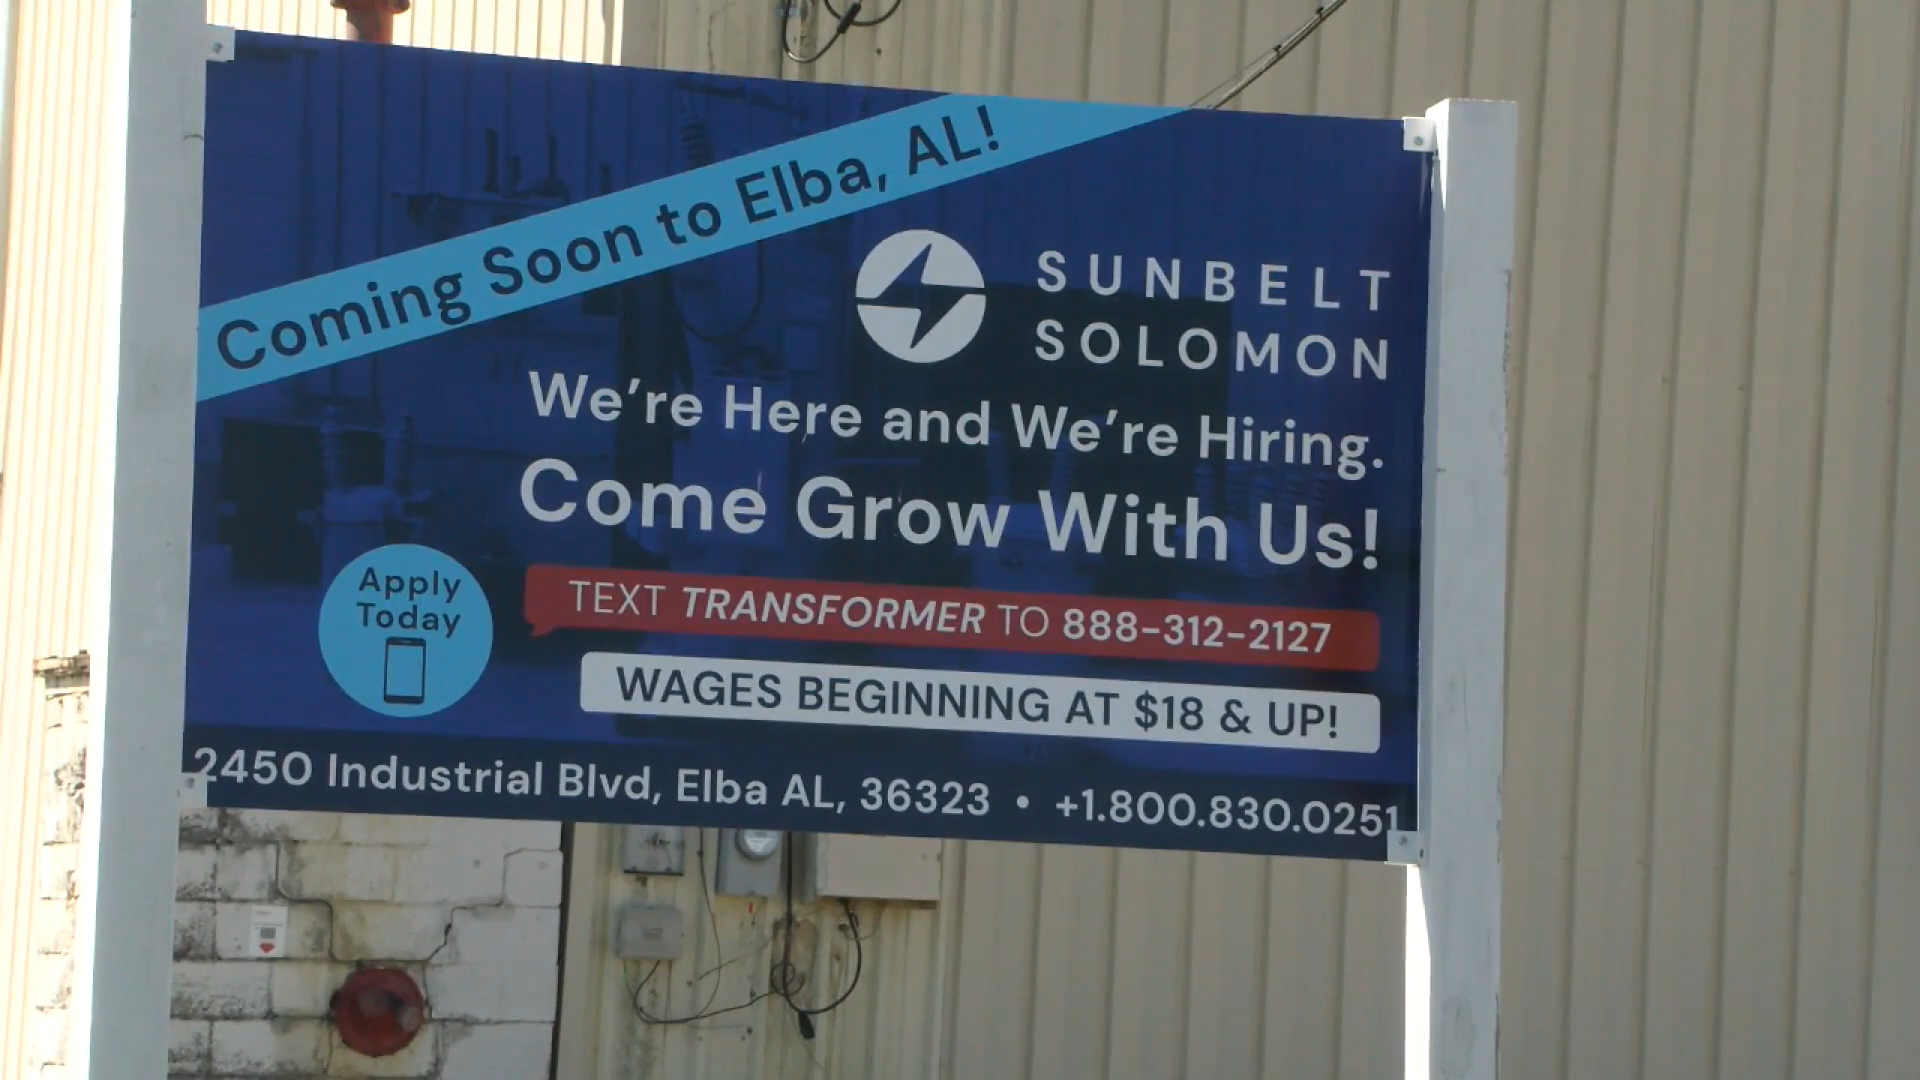 Coming Soon to Elba, AL!
SUNBELT
SOLOMON
We're Here and We're Hiring.
Come Grow With Us!
Apply
Today
TEXT TRANSFORMER TO 888-312-2127
WAGES BEGINNING AT $18 & UP!
2450 Industrial Blvd, Elba AL, 36323 • +1.800.830.0251